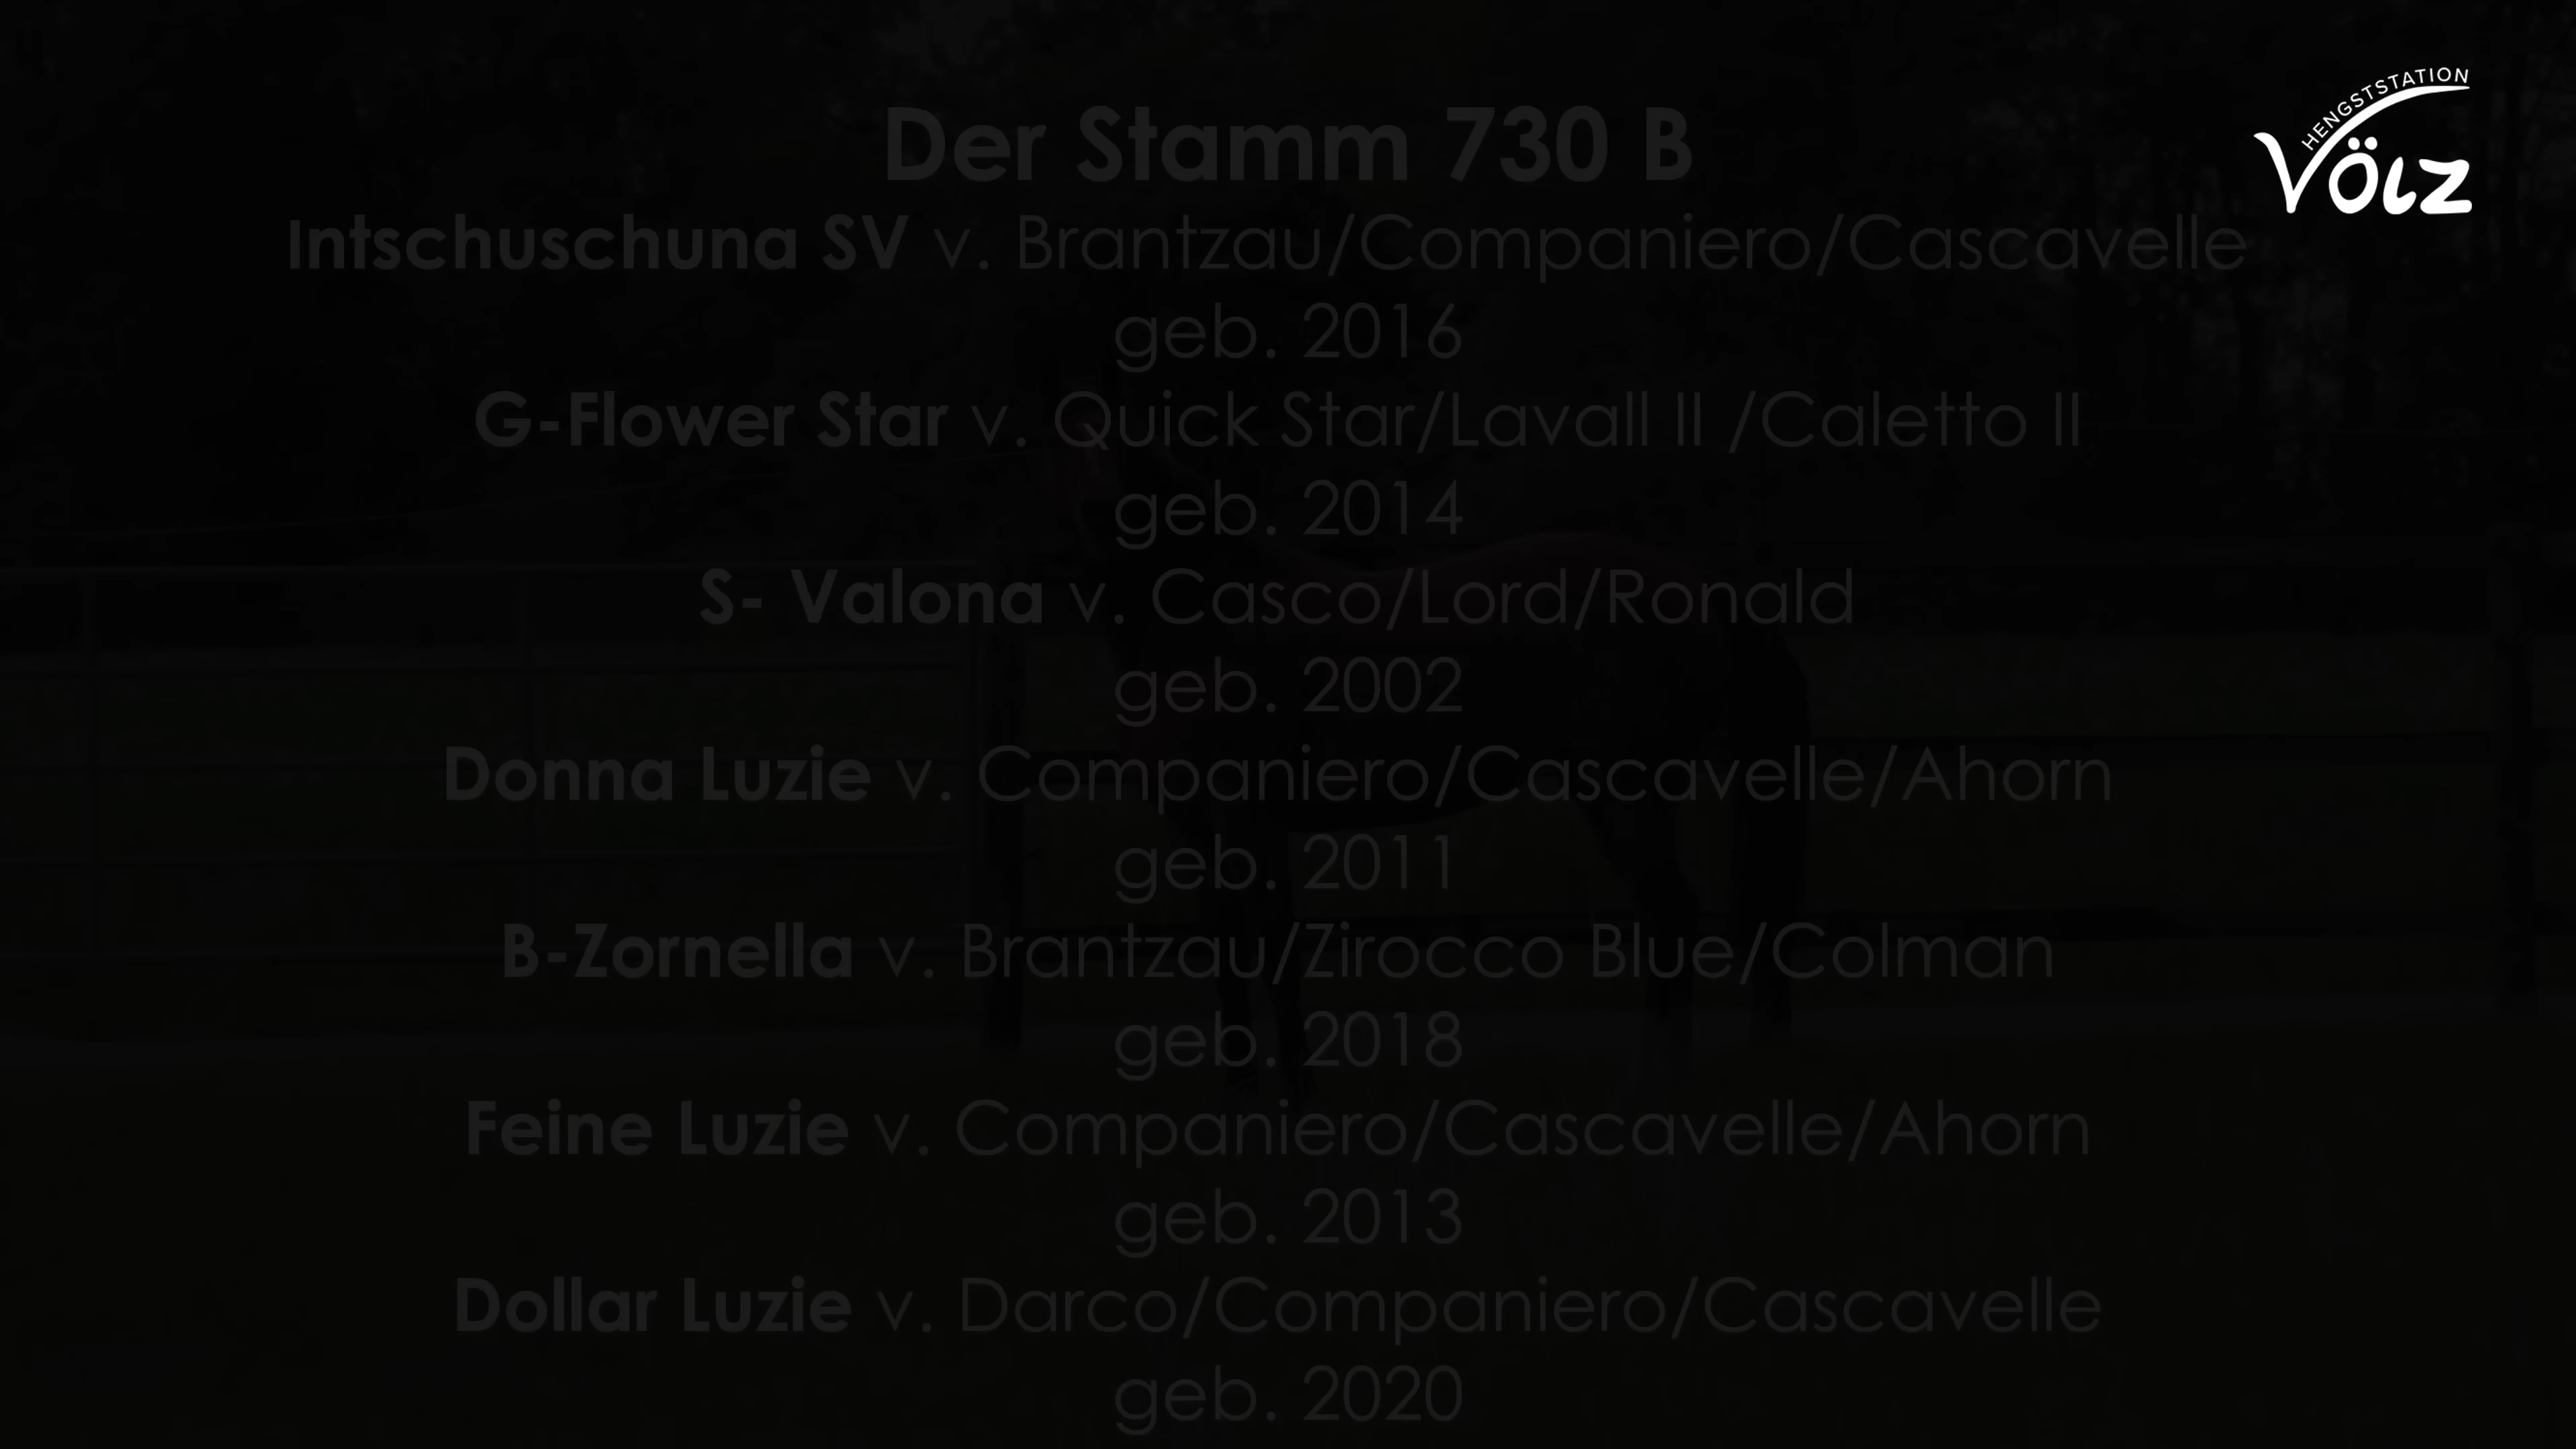 HENGSTSTATION
VÖLZ
Der Stamm 730 B
Intschuschuna SV v. Brantzau/Companiero/Cascavelle
geb. 2016
G-Flower Star v. Quick Star/Lavall II /Caletto II
geb. 2014
S- Valona v. Casco/Lord/Ronald
geb. 2002
Donna Luzie v. Companiero/Cascavelle/Ahorn
geb. 2011
B-Zornella v. Brantzau/Zirocco Blue/Colman
geb. 2018
Feine Luzie v. Companiero/Cascavelle/Ahorn
geb. 2013
Dollar Luzie v. Darco/Companiero/Cascavelle
geb. 2020